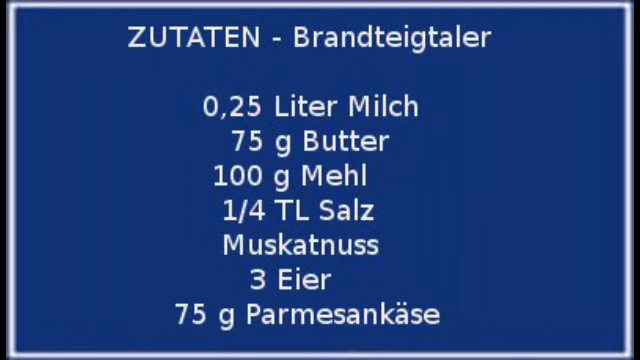 ZUTATEN - Brandteigtaler
0,25 Liter Milch
75 g Butter
100 g Mehl
1/4 TL Salz
Muskatnuss
3 Eier
75 g Parmesankäse